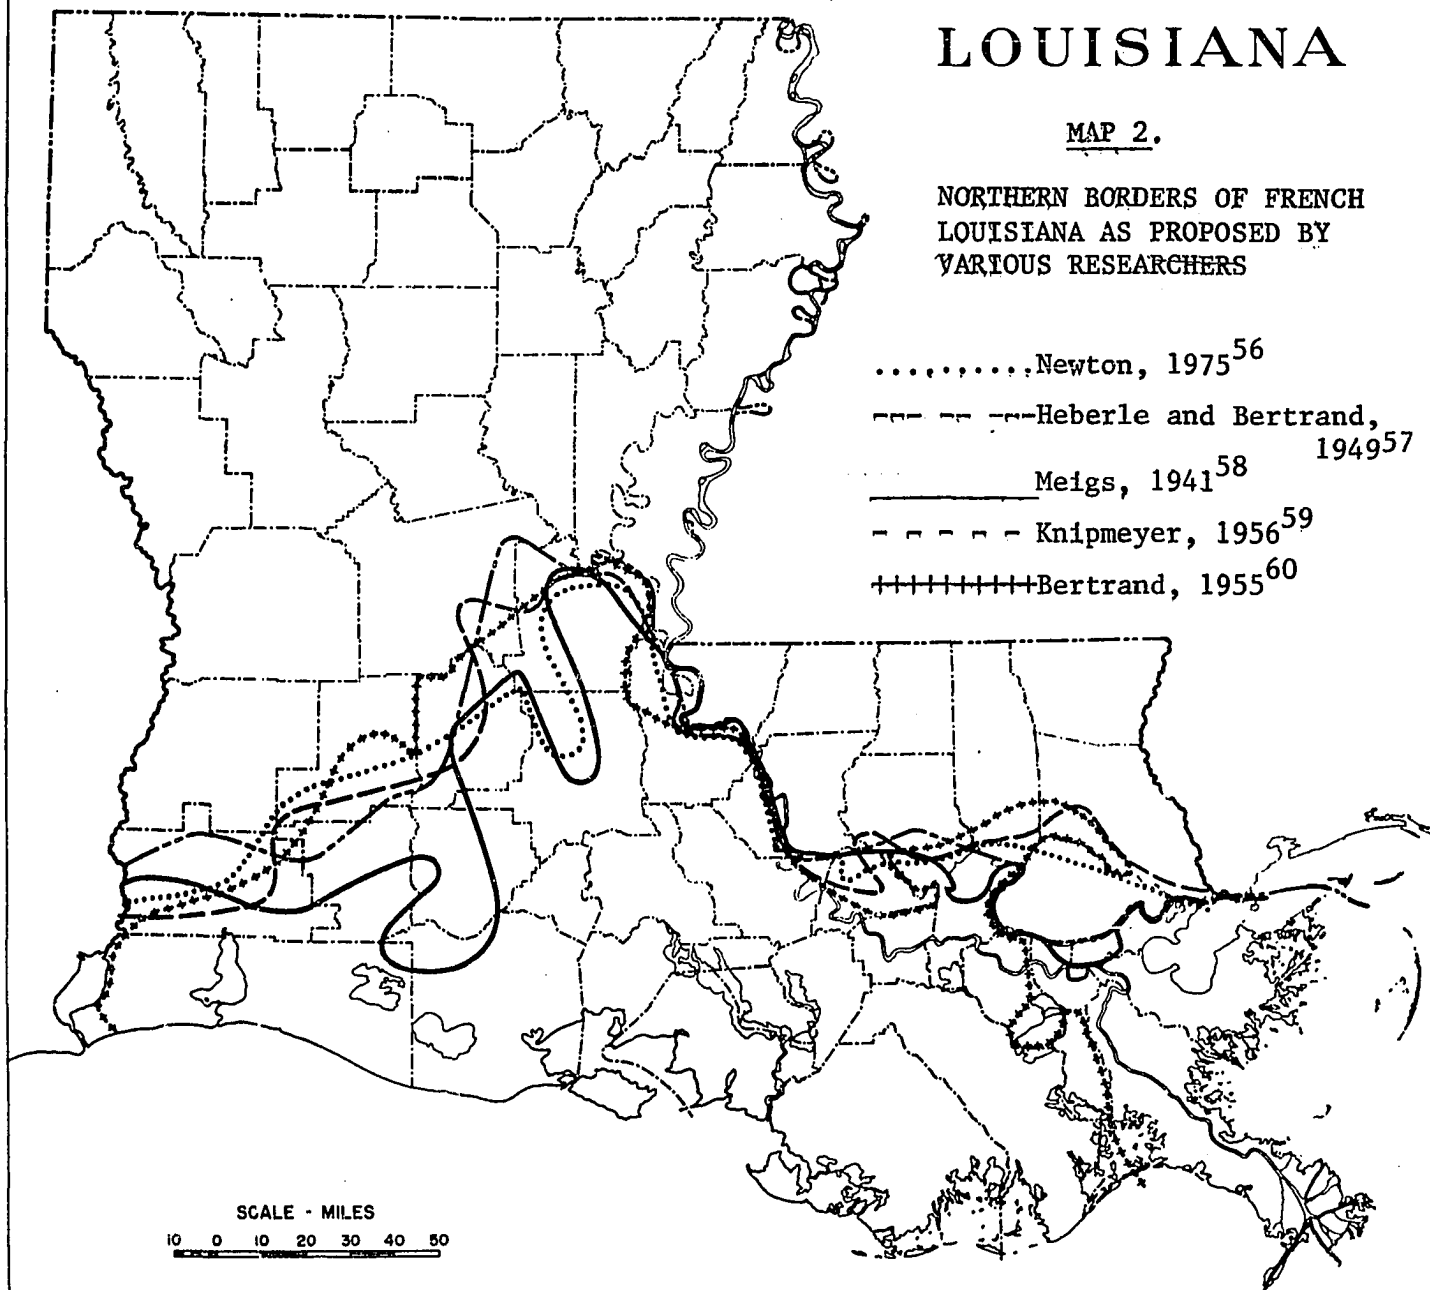 LOUISIANA
MAP 2.
NORTHERN BORDERS OF FRENCH
LOUISIANA AS PROPOSED BY
VARIOUS RESEARCHERS
Newton, 1975⁵⁶
Heberle and Bertrand,
1949⁵⁷
Meigs, 1941⁵⁸
Knipmeyer, 1956⁵⁹
Bertrand, 1955⁶⁰
SCALE - MILES
10 0 10 20 30 40 50